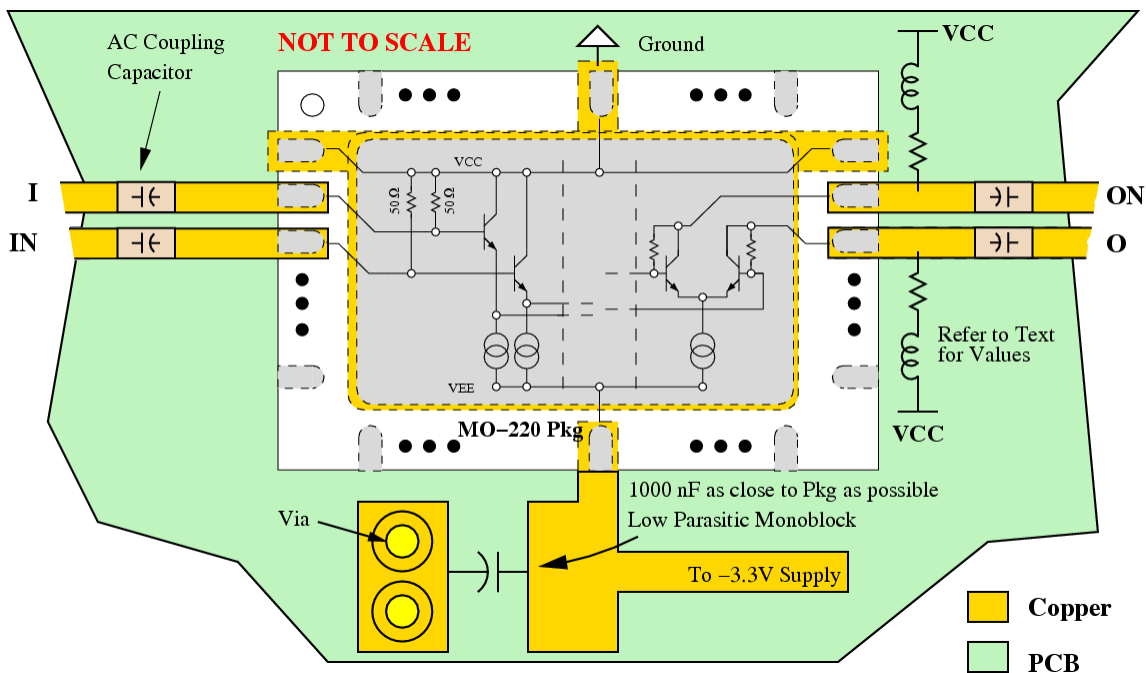 AC Coupling
Capacitor
NOT TO SCALE
Ground
VCC
I
IN
VCC
50 Ω
50 Ω
ON
O
VEE
Refer to Text
for Values
VCC
MO−220 Pkg
Via
1000 nF as close to Pkg as possible
Low Parasitic Monoblock
To −3.3V Supply
Copper
PCB